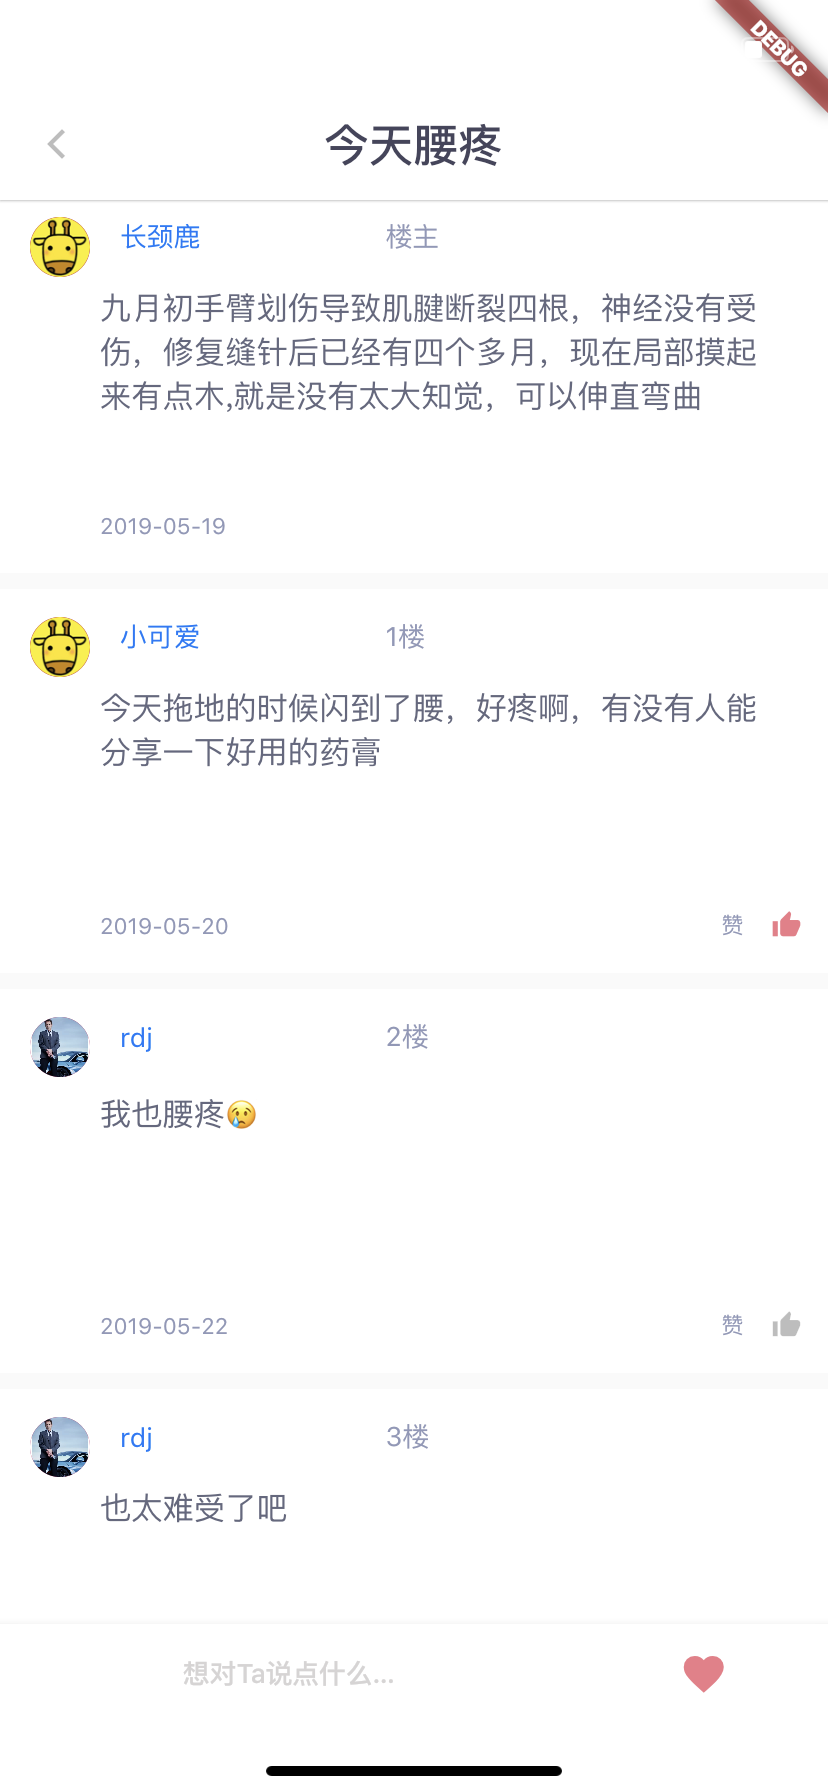 DEBUG
今天腰疼
长颈鹿 楼主
九月初手臂划伤导致肌腱断裂四根，神经没有受
伤，修复缝针后已经有四个多月，现在局部摸起
来有点木,就是没有太大知觉，可以伸直弯曲
2019-05-19
小可爱 1楼
今天拖地的时候闪到了腰，好疼啊，有没有人能
分享一下好用的药膏
2019-05-20 赞
rdj 2楼
我也腰疼😢
2019-05-22 赞
rdj 3楼
也太难受了吧
想对Ta说点什么...